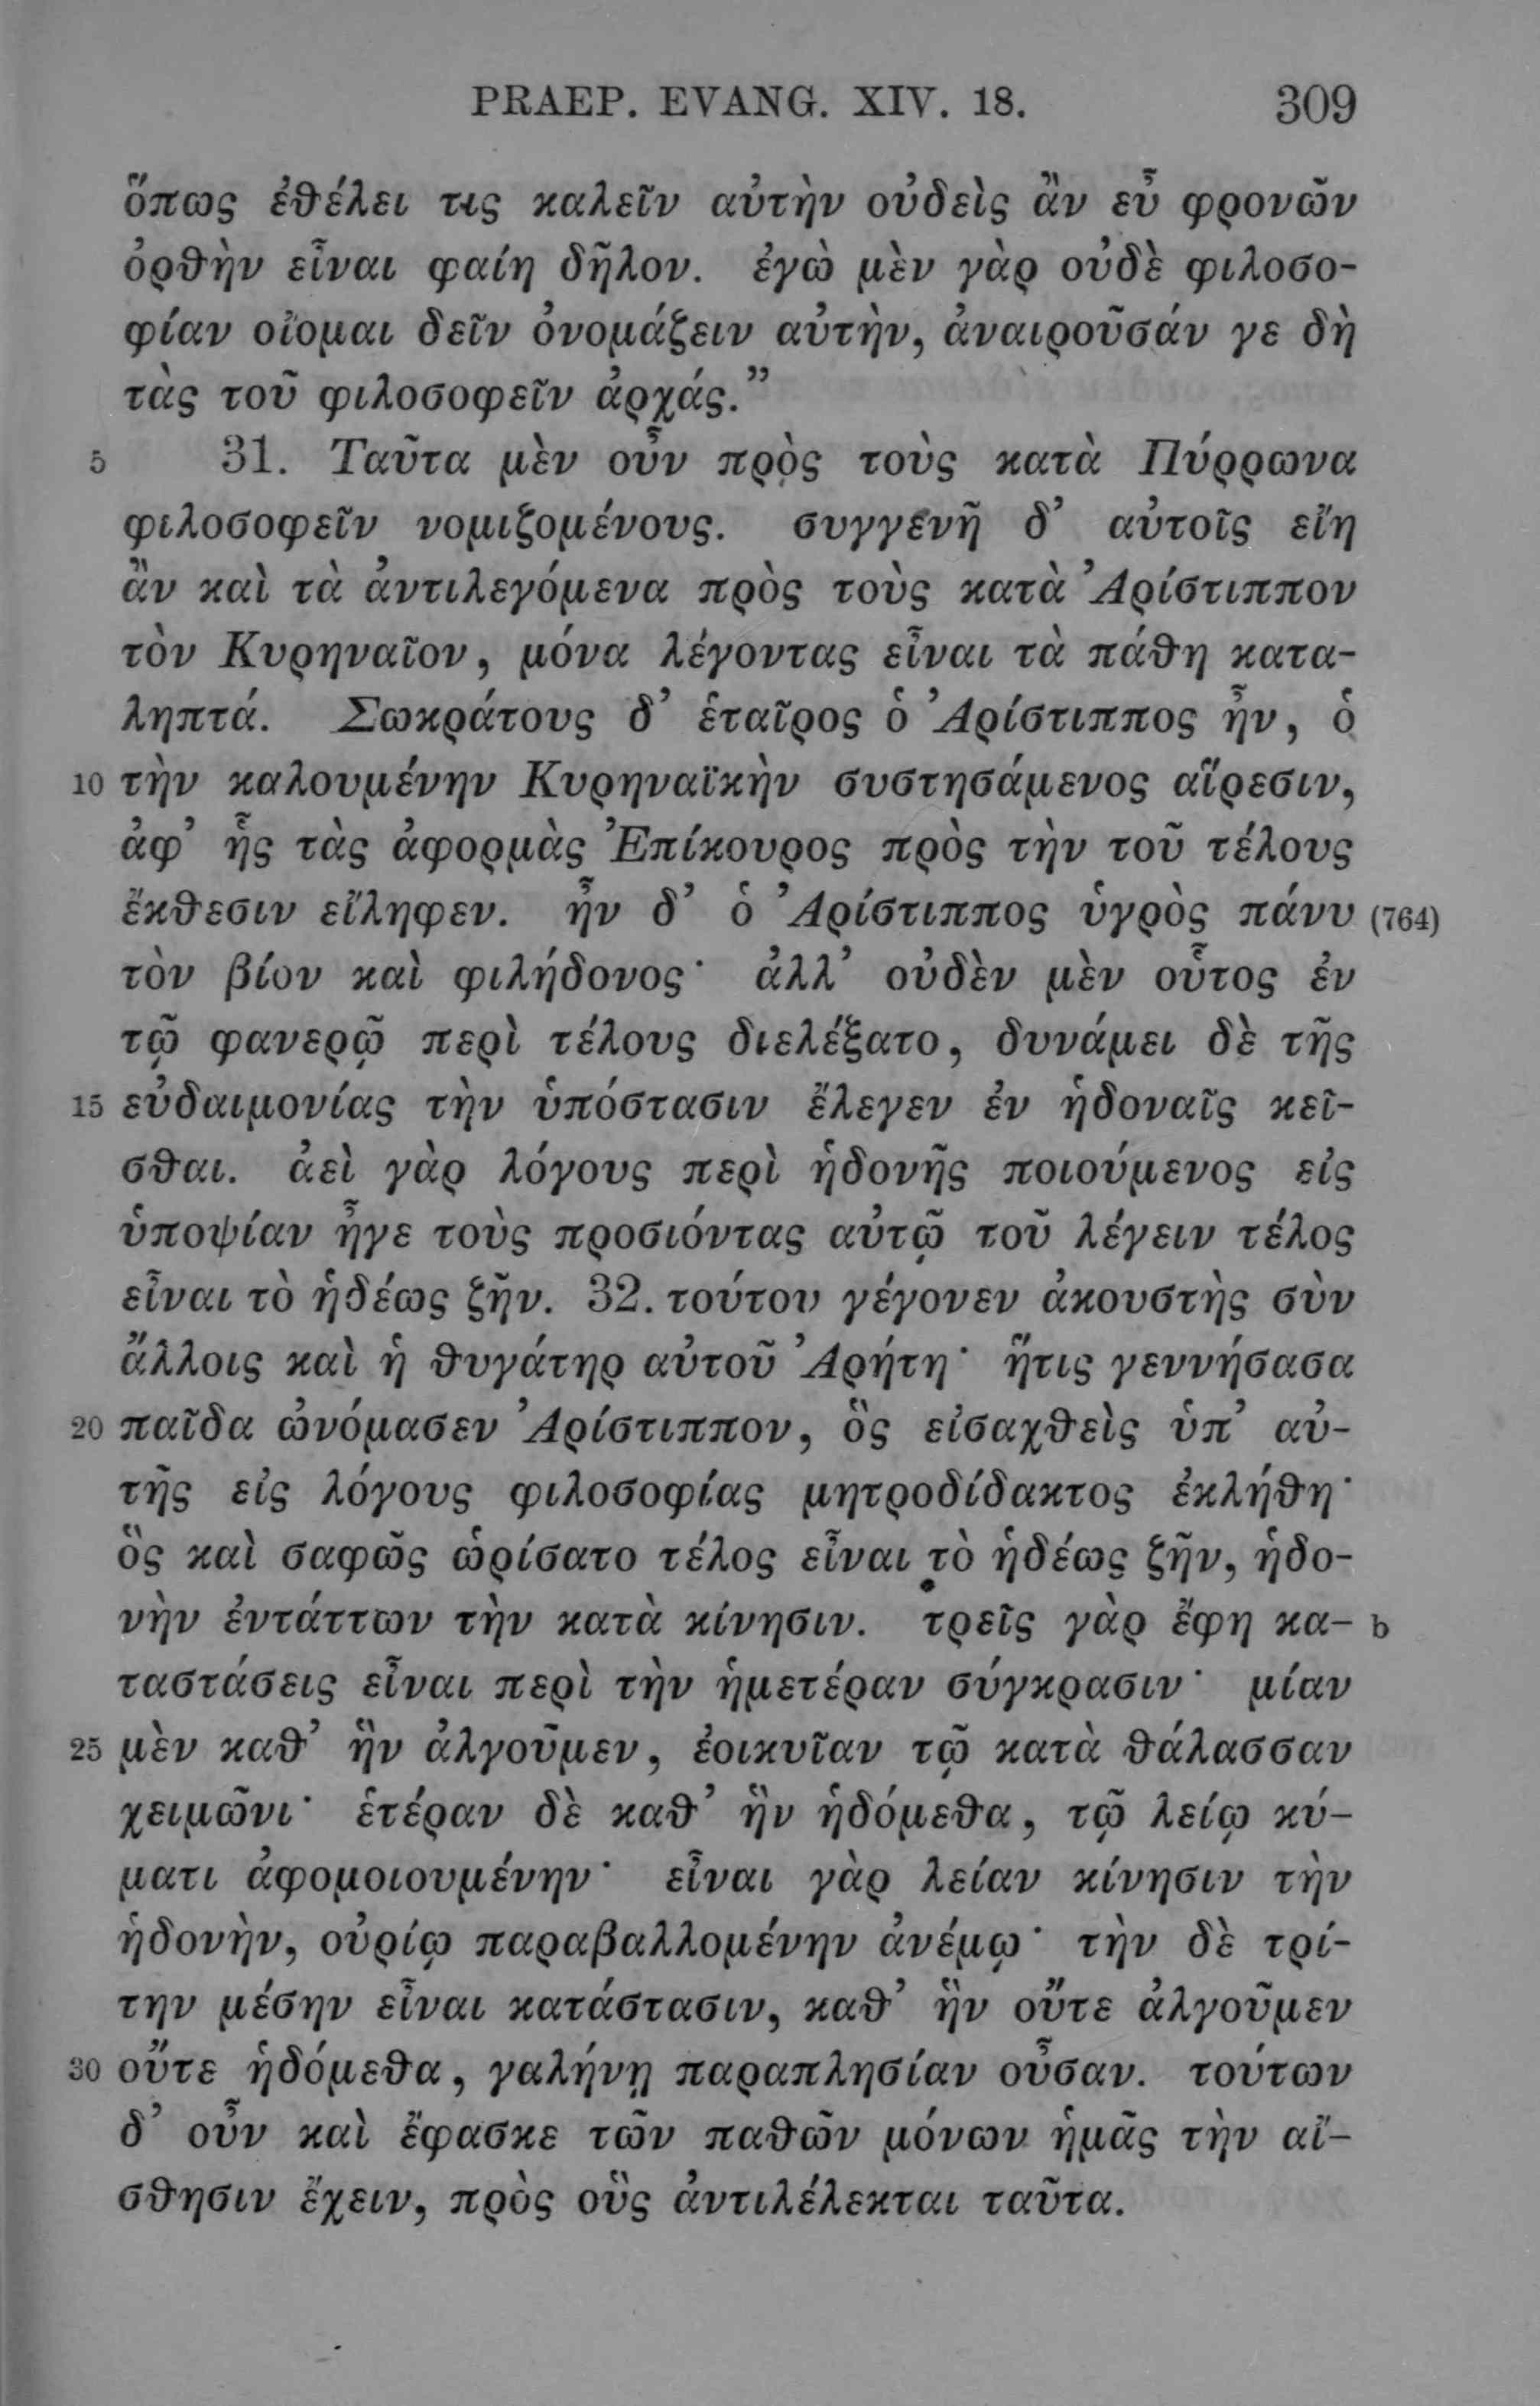 PRAEP. EVANG. XIV. 18. 309
ὅπως ἐθέλει τις καλεῖν αὐτὴν οὐδεὶς ἂν εὖ φρονῶν
ὀρθὴν εἶναι φαίη δῆλον. ἐγὼ μὲν γὰρ οὐδὲ φιλοσο-
φίαν οἴομαι δεῖν ὀνομάζειν αὐτὴν, ἀναιροῦσάν γε δὴ
τὰς τοῦ φιλοσοφεῖν ἀρχάς.”
5 31. Ταῦτα μὲν οὖν πρὸς τοὺς κατὰ Πύρρωνα
φιλοσοφεῖν νομιζομένους. συγγενῆ δ’ αὐτοῖς εἴη
ἂν καὶ τὰ ἀντιλεγόμενα πρὸς τοὺς κατὰ Ἀρίστιππον
τὸν Κυρηναῖον, μόνα λέγοντας εἶναι τὰ πάθη κατα-
ληπτά. Σωκράτους δ’ ἑταῖρος ὁ Ἀρίστιππος ἦν, ὁ
10 τὴν καλουμένην Κυρηναϊκὴν συστησάμενος αἵρεσιν,
ἀφ’ ἧς τὰς ἀφορμὰς Ἐπίκουρος πρὸς τὴν τοῦ τέλους
ἔκθεσιν εἴληφεν. ἦν δ’ ὁ Ἀρίστιππος ὑγρὸς πάνυ (764)
τὸν βίον καὶ φιλήδονος· ἀλλ’ οὐδὲν μὲν οὗτος ἐν
τῷ φανερῷ περὶ τέλους διελέξατο, δυνάμει δὲ τῆς
15 εὐδαιμονίας τὴν ὑπόστασιν ἔλεγεν ἐν ἡδοναῖς κεῖ-
σθαι. ἀεὶ γὰρ λόγους περὶ ἡδονῆς ποιούμενος εἰς
ὑποψίαν ἦγε τοὺς προσιόντας αὐτῷ τοῦ λέγειν τέλος
εἶναι τὸ ἡδέως ζῆν. 32. τούτου γέγονεν ἀκουστὴς σὺν
ἄλλοις καὶ ἡ θυγάτηρ αὐτοῦ Ἀρήτη· ἥτις γεννήσασα
20 παῖδα ὠνόμασεν Ἀρίστιππον, ὃς εἰσαχθεὶς ὑπ’ αὐ-
τῆς εἰς λόγους φιλοσοφίας μητροδίδακτος ἐκλήθη·
ὃς καὶ σαφῶς ὡρίσατο τέλος εἶναι τὸ ἡδέως ζῆν, ἡδο-
νὴν ἐντάττων τὴν κατὰ κίνησιν. τρεῖς γὰρ ἔφη κα- b
ταστάσεις εἶναι περὶ τὴν ἡμετέραν σύγκρασιν· μίαν
25 μὲν καθ’ ἣν ἀλγοῦμεν, ἐοικυῖαν τῷ κατὰ θάλασσαν
χειμῶνι· ἑτέραν δὲ καθ’ ἣν ἡδόμεθα, τῷ λείῳ κύ-
ματι ἀφομοιουμένην· εἶναι γὰρ λείαν κίνησιν τὴν
ἡδονὴν, οὐρίῳ παραβαλλομένην ἀνέμῳ· τὴν δὲ τρί-
την μέσην εἶναι κατάστασιν, καθ’ ἣν οὔτε ἀλγοῦμεν
30 οὔτε ἡδόμεθα, γαλήνῃ παραπλησίαν οὖσαν. τούτων
δ’ οὖν καὶ ἔφασκε τῶν παθῶν μόνων ἡμᾶς τὴν αἴ-
σθησιν ἔχειν, πρὸς οὓς ἀντιλέλεκται ταῦτα.